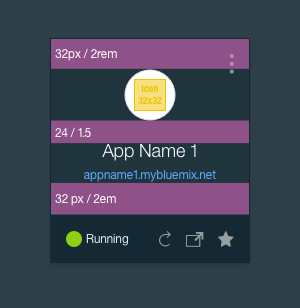 32px / 2rem
Icon
32x32
24 / 1.5
App Name 1
appname1.mybluemix.net
32 px / 2em
Running